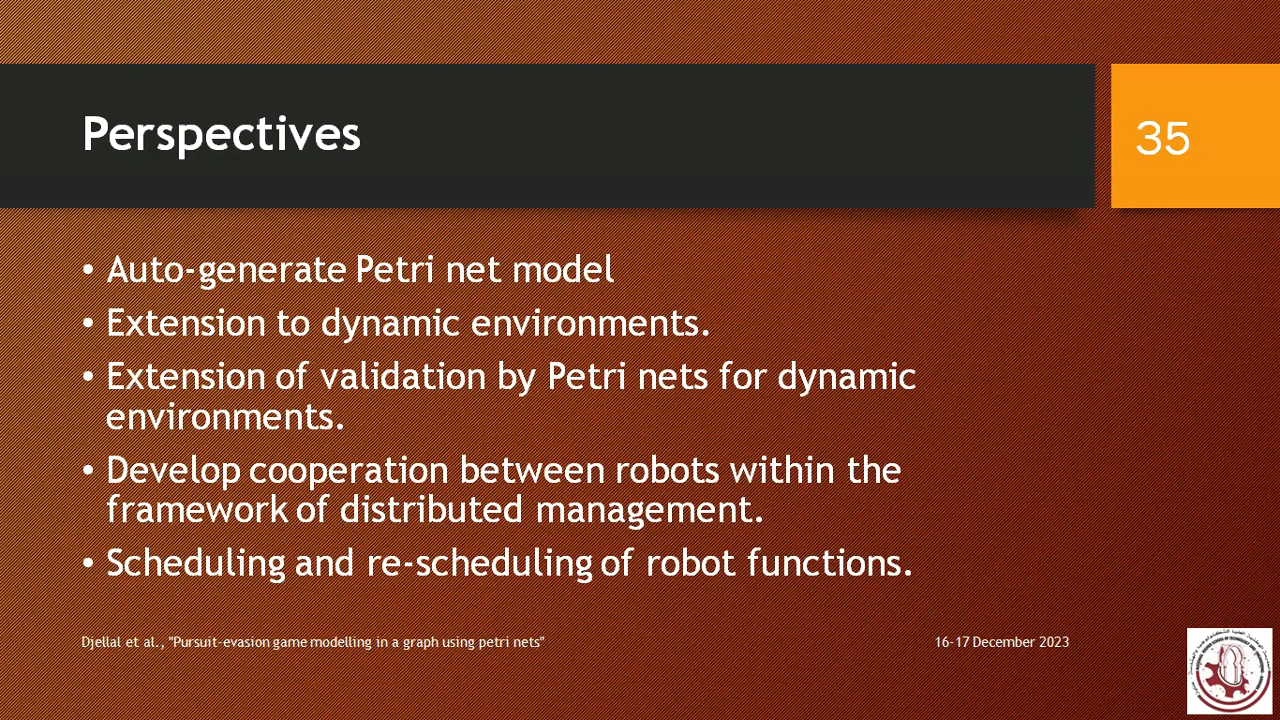 Perspectives
35
• Auto-generate Petri net model
• Extension to dynamic environments.
• Extension of validation by Petri nets for dynamic
environments.
• Develop cooperation between robots within the
framework of distributed management.
• Scheduling and re-scheduling of robot functions.
Djellal et al., "Pursuit-evasion game modelling in a graph using petri nets"
16-17 December 2023